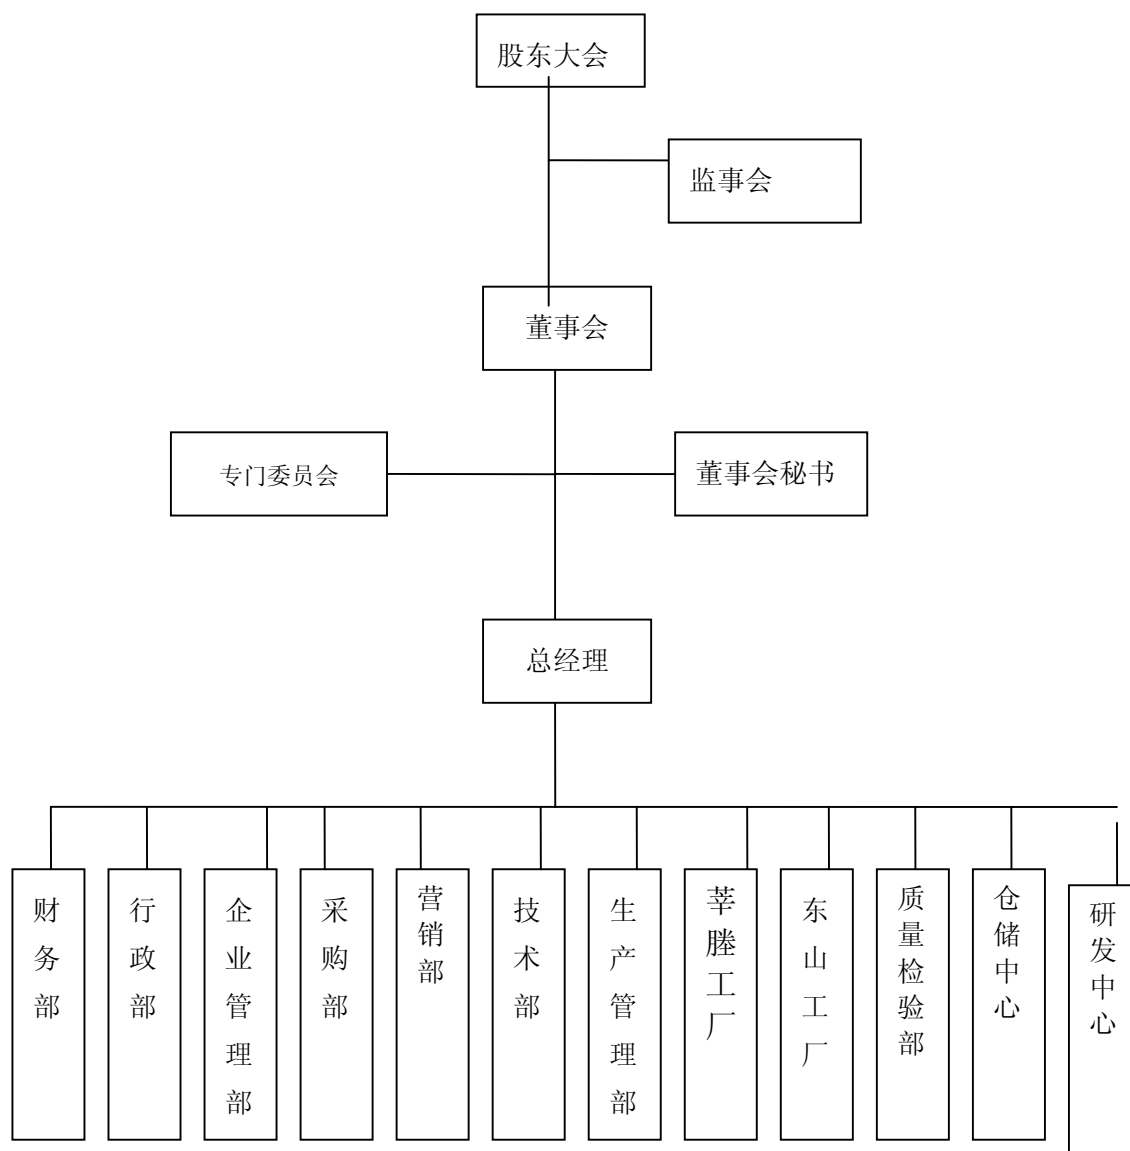 股东大会
监事会
董事会
专门委员会
董事会秘书
总经理
财务部
行政部
企业管理部
采购部
营销部
技术部
生产管理部
莘塍工厂
东山工厂
质量检验部
仓储中心
研发中心